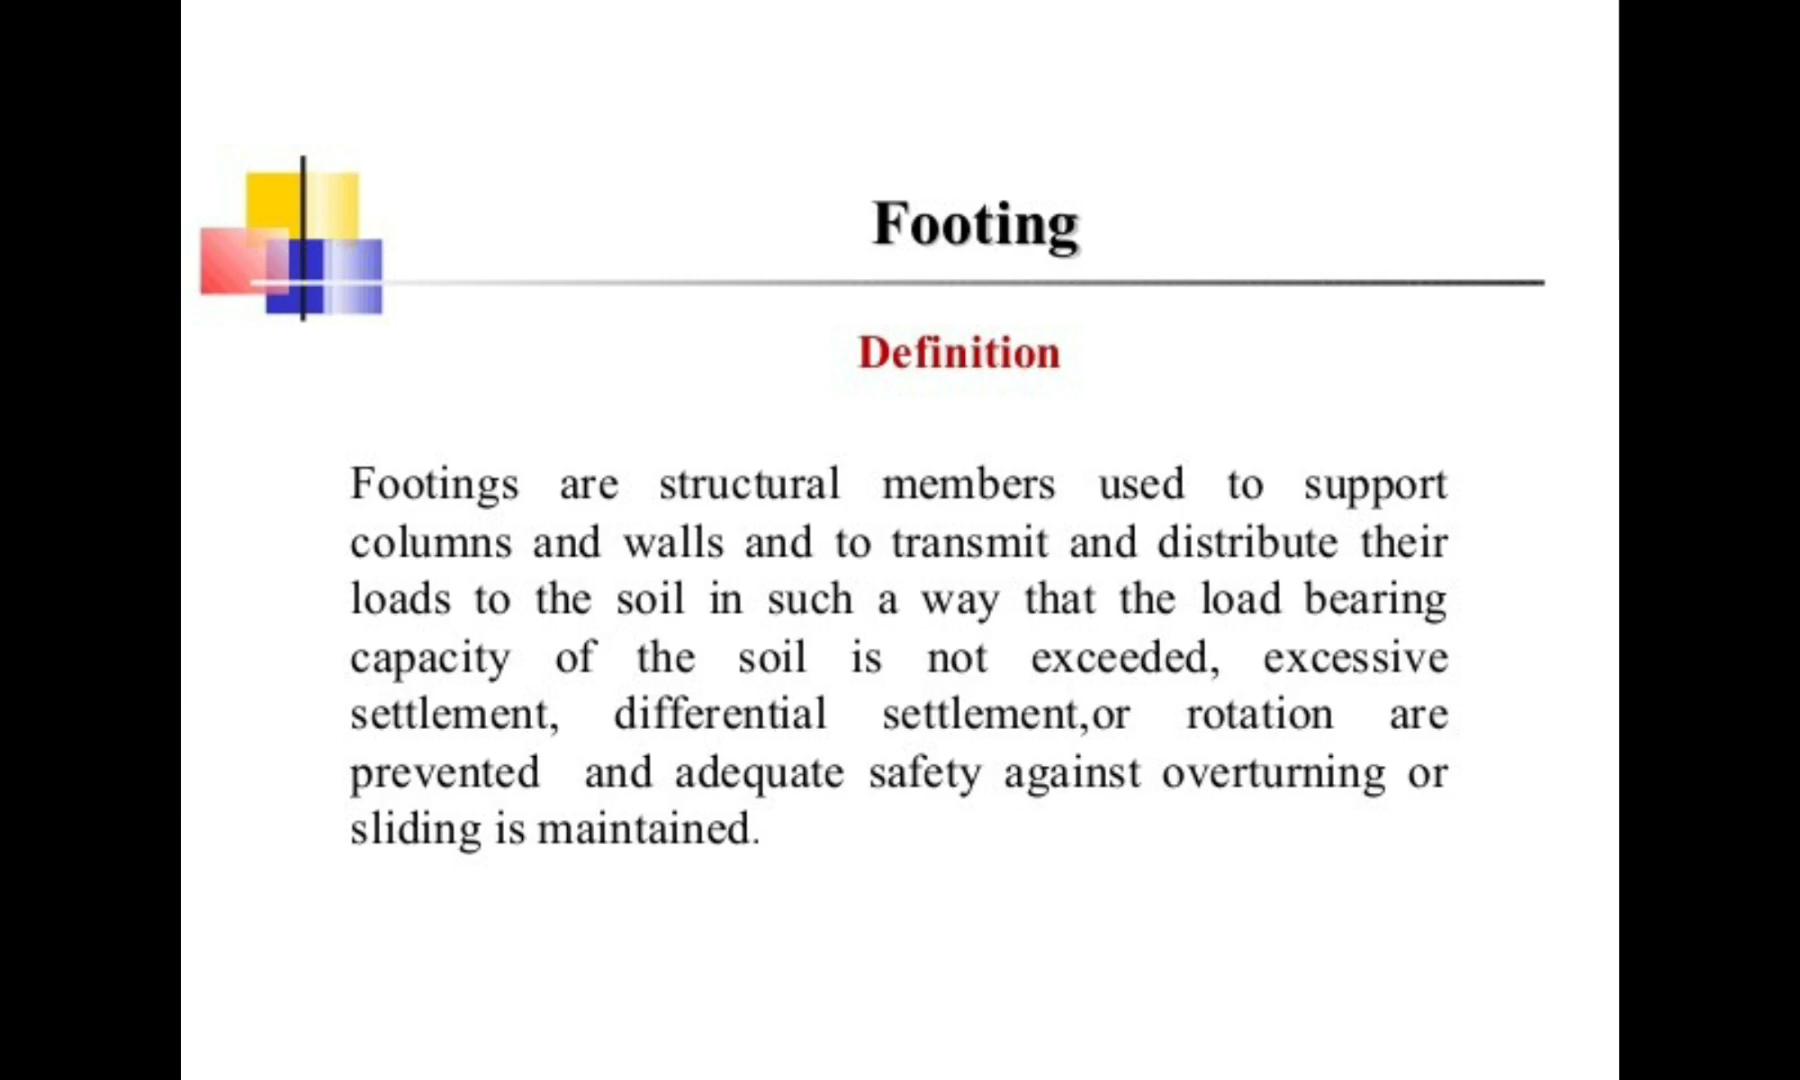 Footing
Definition
Footings are structural members used to support
columns and walls and to transmit and distribute their
loads to the soil in such a way that the load bearing
capacity of the soil is not exceeded, excessive
settlement, differential settlement,or rotation are
prevented and adequate safety against overturning or
sliding is maintained.